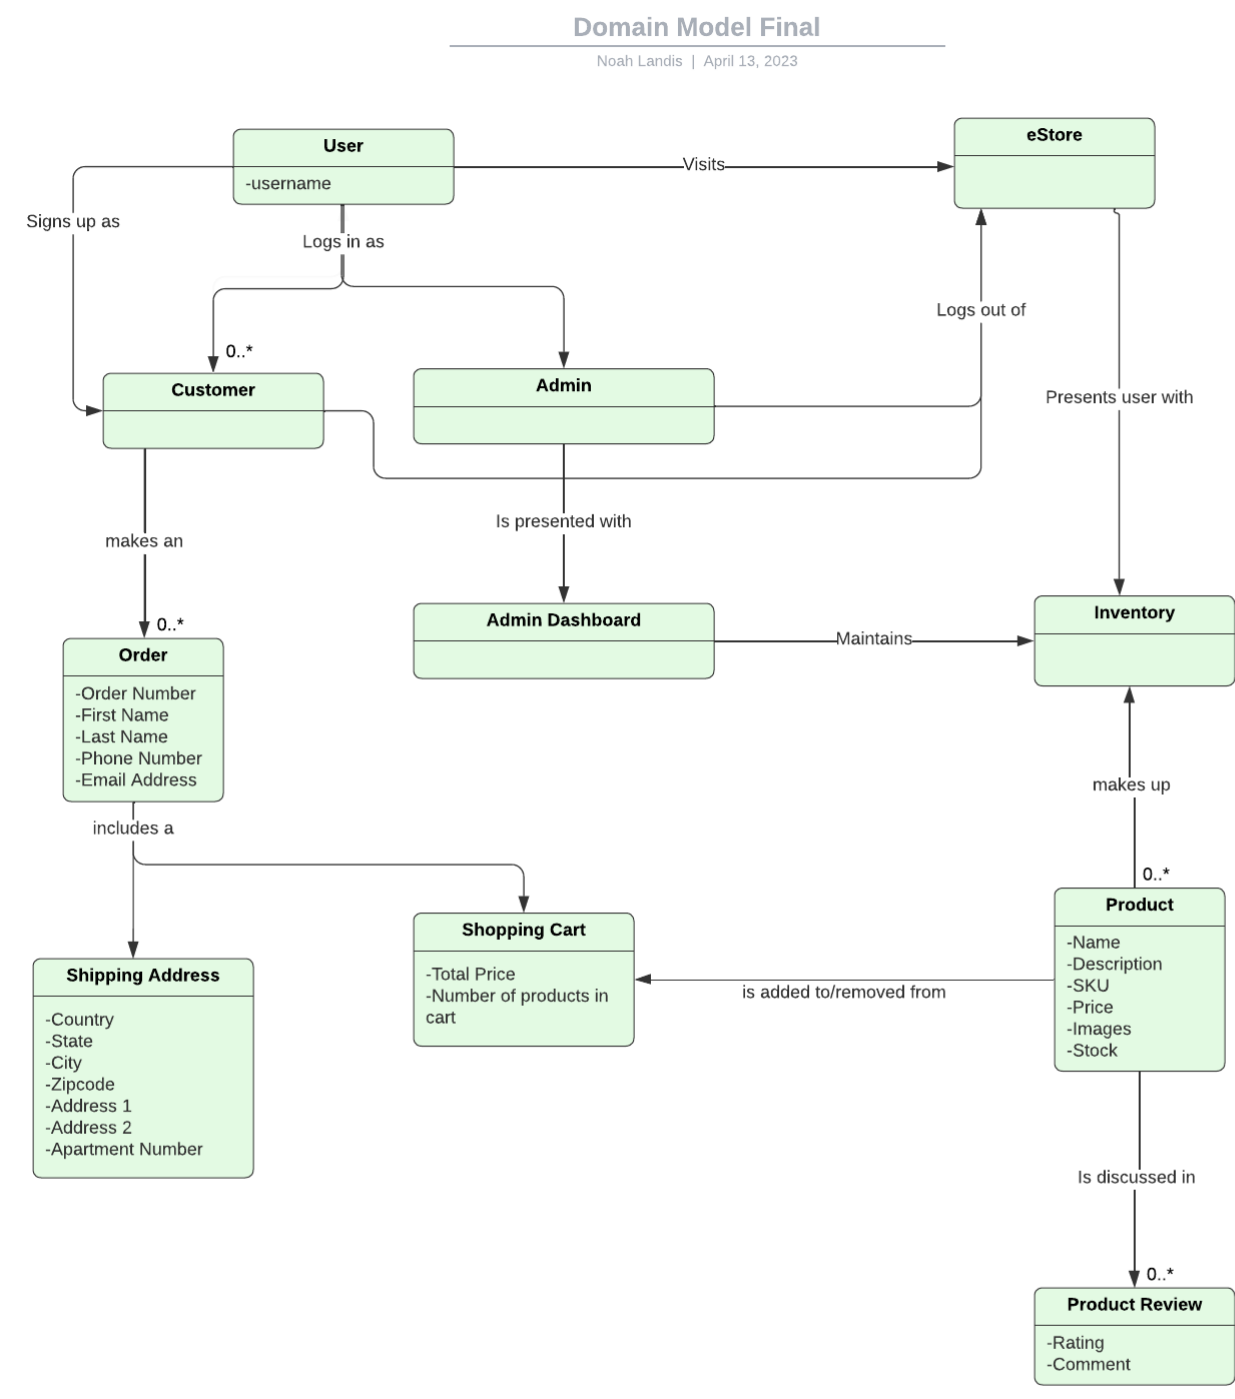 Domain Model Final
Noah Landis | April 13, 2023
User
-username
eStore
Visits
Signs up as
Logs in as
Logs out of
0..*
Customer
Admin
Presents user with
makes an
Is presented with
0..*
Order
-Order Number
-First Name
-Last Name
-Phone Number
-Email Address
Admin Dashboard
Maintains
Inventory
includes a
makes up
0..*
Shipping Address
-Country
-State
-City
-Zipcode
-Address 1
-Address 2
-Apartment Number
Shopping Cart
-Total Price
-Number of products in
cart
is added to/removed from
Product
-Name
-Description
-SKU
-Price
-Images
-Stock
Is discussed in
0..*
Product Review
-Rating
-Comment